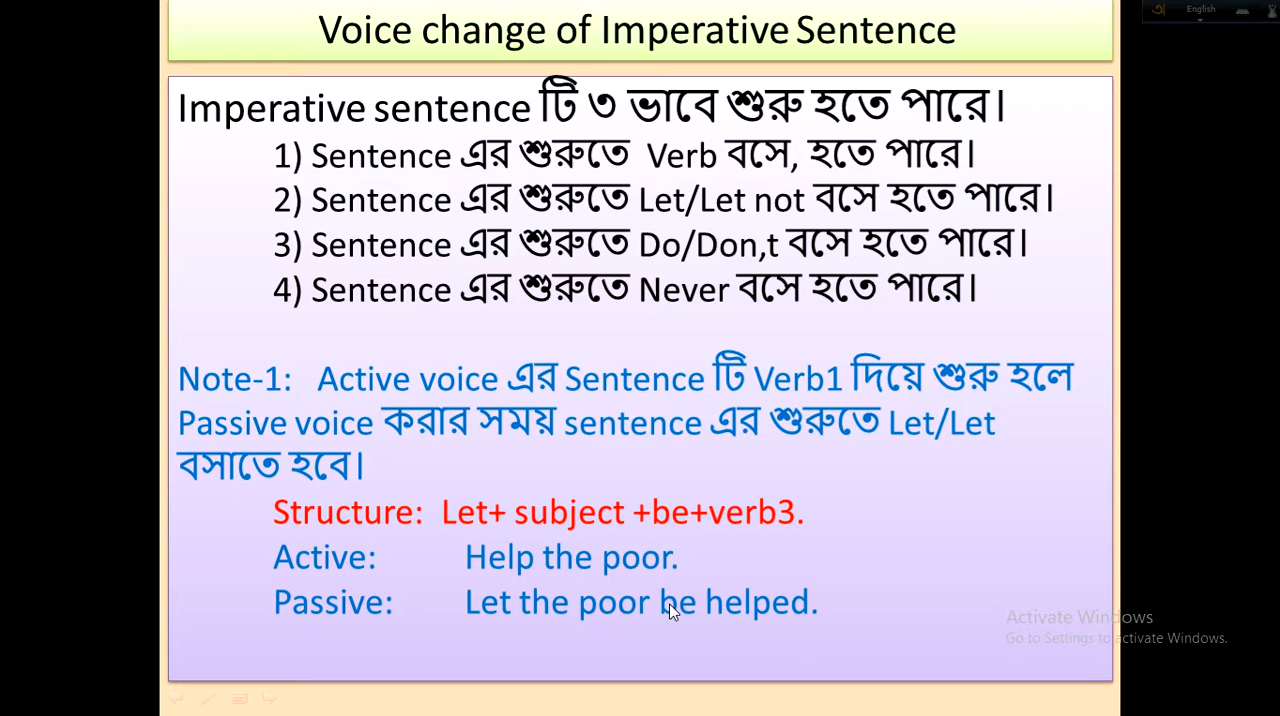 English
Voice change of Imperative Sentence
Imperative sentence টি ৩ ভাবে শুরু হতে পারে।
1) Sentence এর শুরুতে Verb বসে, হতে পারে।
2) Sentence এর শুরুতে Let/Let not বসে হতে পারে।
3) Sentence এর শুরুতে Do/Don,t বসে হতে পারে।
4) Sentence এর শুরুতে Never বসে হতে পারে।
Note-1: Active voice এর Sentence টি Verb1 দিয়ে শুরু হলে
Passive voice করার সময় sentence এর শুরুতে Let/Let
বসাতে হবে।
Structure: Let+ subject +be+verb3.
Active: Help the poor.
Passive: Let the poor be helped.
Activate Windows
Go to Settings to activate Windows.